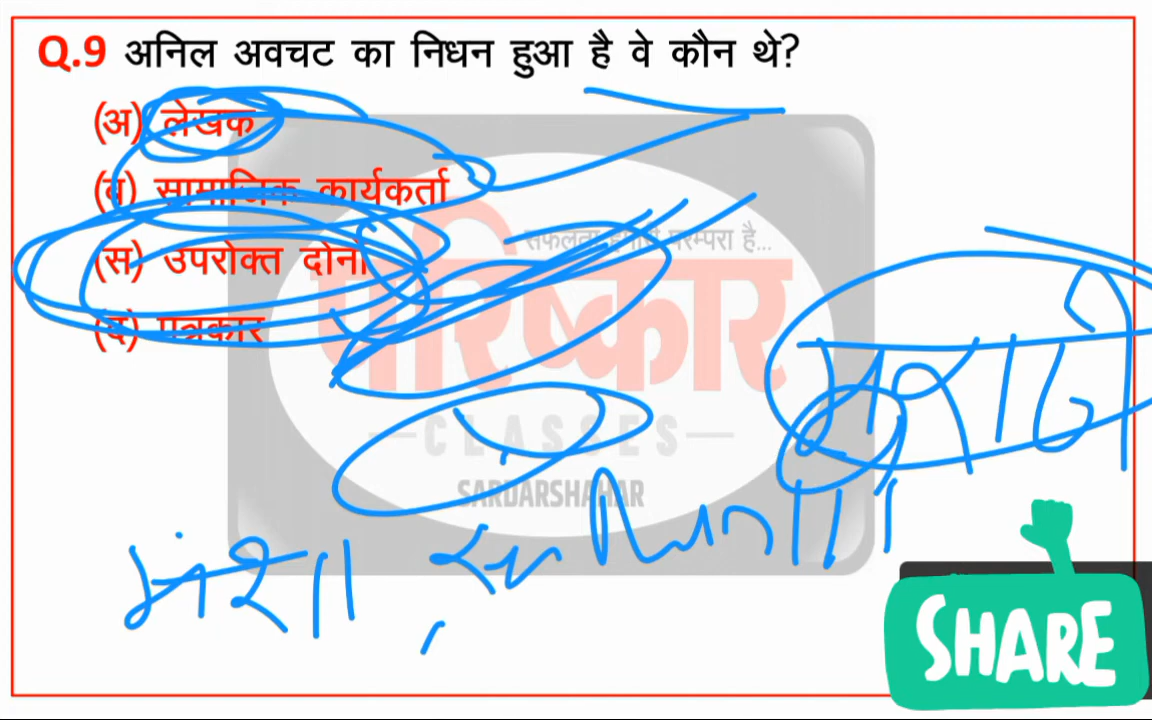 Q.9 अनिल अवचट का निधन हुआ है वे कौन थे?
(अ) लेखक
(ब) सामाजिक कार्यकर्ता
(स) उपरोक्त दोनों
(द) पत्रकार
सफलता हमारी परम्परा है...
परिष्कार
CLASSES
SARDARSHAHAR
मराठी
SHARE